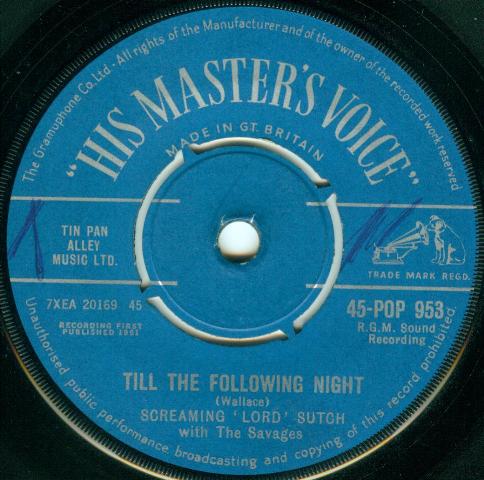 The Gramophone Co. Ltd.- All rights of the Manufacturer and of the owner of the recorded work reserved
"HIS MASTER'S VOICE"
MADE IN GT. BRITAIN
TIN PAN
ALLEY
MUSIC LTD.
TRADE MARK REGD.
7XEA 20169 45
45-POP 953
RECORDING FIRST
PUBLISHED 1961
R.G.M. Sound
Recording
TILL THE FOLLOWING NIGHT
(Wallace)
SCREAMING 'LORD' SUTCH
with The Savages
Unauthorised public performance, broadcasting and copying of this record prohibited.